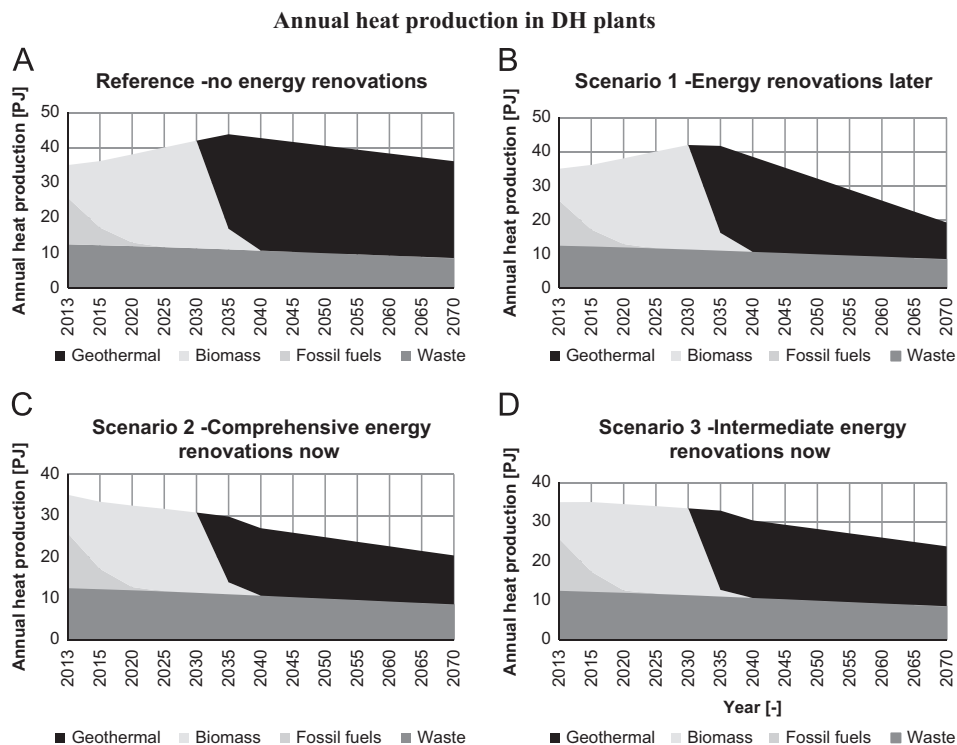 Annual heat production in DH plants
A
Reference -no energy renovations
Annual heat production [PJ]
50
40
30
20
10
0
2013 2015 2020 2025 2030 2035 2040 2045 2050 2055 2060 2065 2070
Geothermal Biomass Fossil fuels Waste
B
Scenario 1 -Energy renovations later
Annual heat production [PJ]
50
40
30
20
10
0
2013 2015 2020 2025 2030 2035 2040 2045 2050 2055 2060 2065 2070
Geothermal Biomass Fossil fuels Waste
C
Scenario 2 -Comprehensive energy
renovations now
Annual heat production [PJ]
40
30
20
10
0
2013 2015 2020 2025 2030 2035 2040 2045 2050 2055 2060 2065 2070
Geothermal Biomass Fossil fuels Waste
D
Scenario 3 -Intermediate energy
renovations now
Annual heat production [PJ]
40
30
20
10
0
2013 2015 2020 2025 2030 2035 2040 2045 2050 2055 2060 2065 2070
Year [-]
Geothermal Biomass Fossil fuels Waste